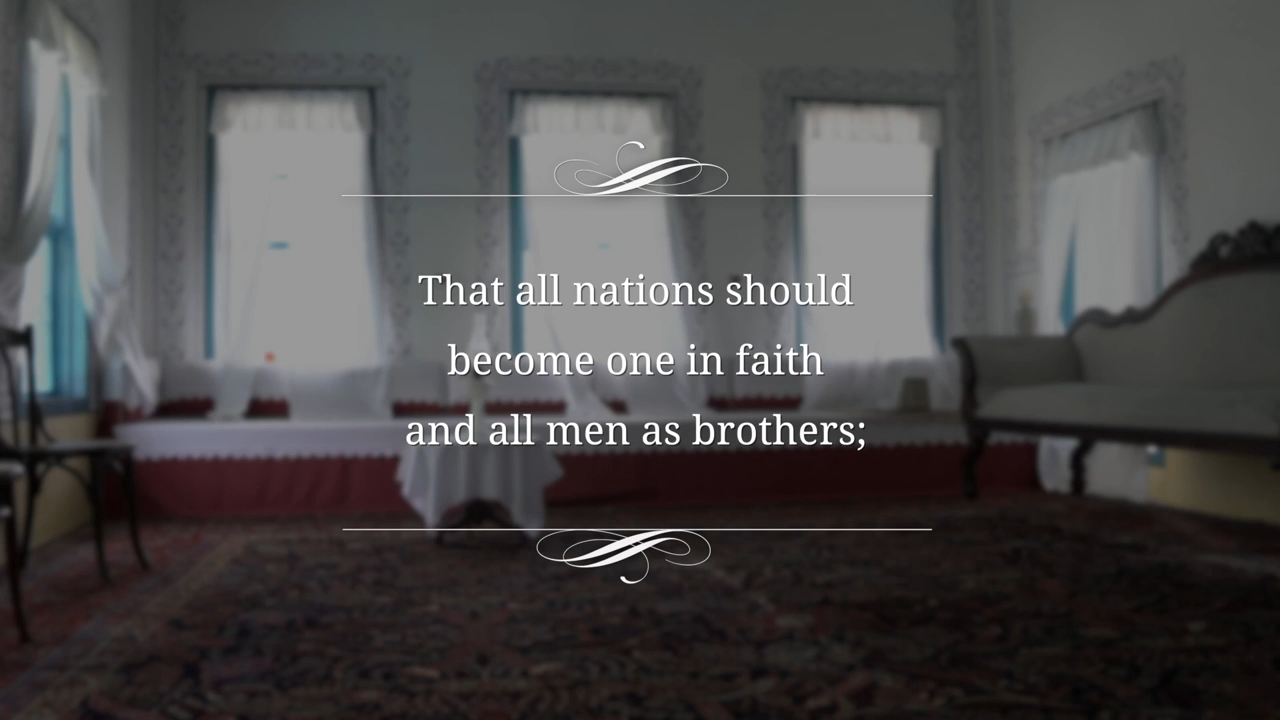 That all nations should
become one in faith
and all men as brothers;